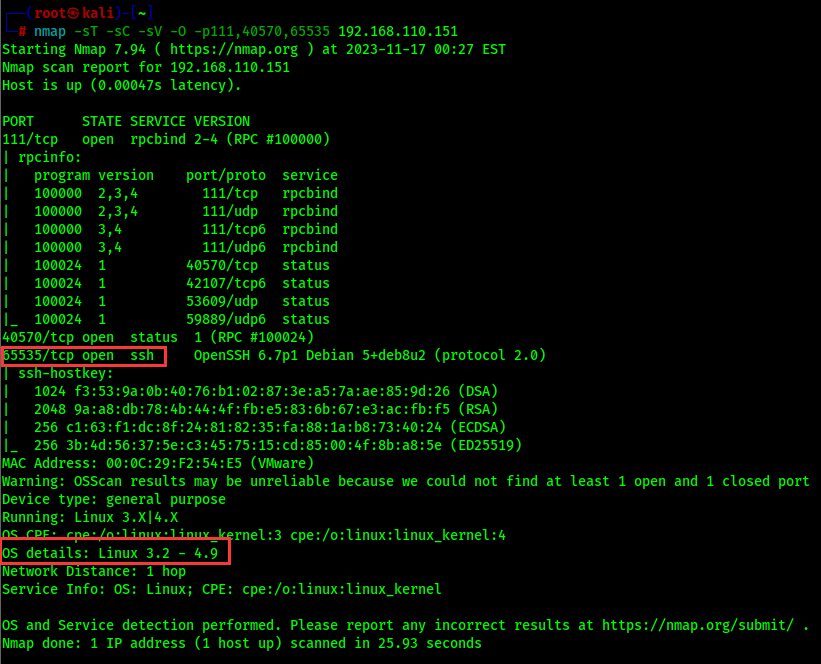 ┌──(root㉿kali)-[~]
└─# nmap -sT -sC -sV -O -p111,40570,65535 192.168.110.151
Starting Nmap 7.94 ( https://nmap.org ) at 2023-11-17 00:27 EST
Nmap scan report for 192.168.110.151
Host is up (0.00047s latency).

PORT      STATE SERVICE VERSION
111/tcp   open  rpcbind 2-4 (RPC #100000)
| rpcinfo:
|   program version    port/proto  service
|   100000  2,3,4        111/tcp   rpcbind
|   100000  2,3,4        111/udp   rpcbind
|   100000  3,4          111/tcp6  rpcbind
|   100000  3,4          111/udp6  rpcbind
|   100024  1          40570/tcp   status
|   100024  1          42107/tcp6  status
|   100024  1          53609/udp   status
|_  100024  1          59889/udp6  status
40570/tcp open  status  1 (RPC #100024)
65535/tcp open  ssh     OpenSSH 6.7p1 Debian 5+deb8u2 (protocol 2.0)
| ssh-hostkey:
|   1024 f3:53:9a:0b:40:76:b1:02:87:3e:a5:7a:ae:85:9d:26 (DSA)
|   2048 9a:a8:db:78:4b:44:4f:fb:e5:83:6b:67:e3:ac:fb:f5 (RSA)
|   256 c1:63:f1:dc:8f:24:81:82:35:fa:88:1a:b8:73:40:24 (ECDSA)
|_  256 3b:4d:56:37:5e:c3:45:75:15:cd:85:00:4f:8b:a8:5e (ED25519)
MAC Address: 00:0C:29:F2:54:E5 (VMware)
Warning: OSScan results may be unreliable because we could not find at least 1 open and 1 closed port
Device type: general purpose
Running: Linux 3.X|4.X
OS CPE: cpe:/o:linux:linux_kernel:3 cpe:/o:linux:linux_kernel:4
OS details: Linux 3.2 - 4.9
Network Distance: 1 hop
Service Info: OS: Linux; CPE: cpe:/o:linux:linux_kernel

OS and Service detection performed. Please report any incorrect results at https://nmap.org/submit/ .
Nmap done: 1 IP address (1 host up) scanned in 25.93 seconds